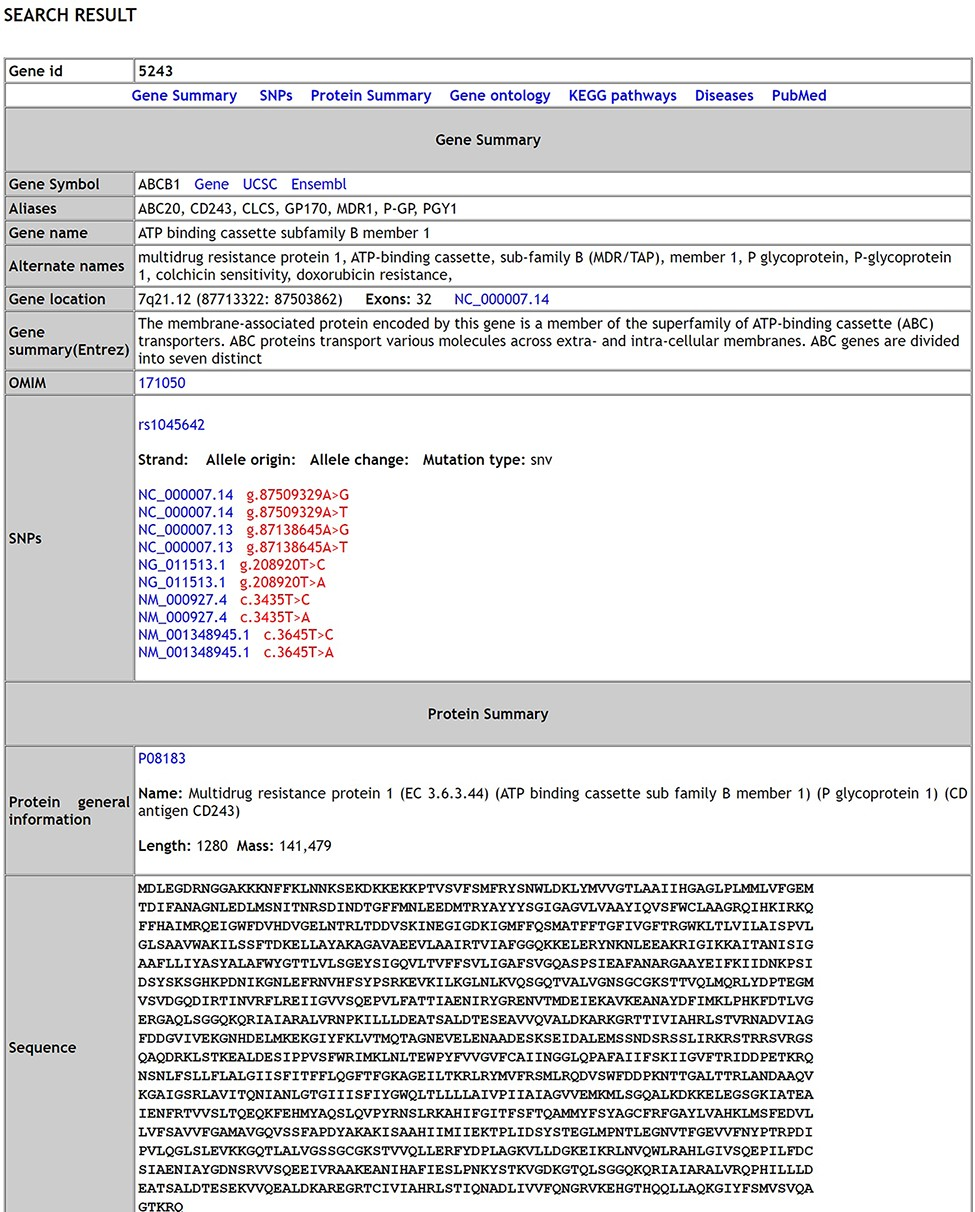 SEARCH RESULT
Gene id 5243
Gene Summary SNPs Protein Summary Gene ontology KEGG pathways Diseases PubMed
Gene Summary
Gene Symbol ABCB1 Gene UCSC Ensembl
Aliases ABC20, CD243, CLCS, GP170, MDR1, P-GP, PGY1
Gene name ATP binding cassette subfamily B member 1
Alternate names multidrug resistance protein 1, ATP-binding cassette, sub-family B (MDR/TAP), member 1, P glycoprotein, P-glycoprotein
1, colchicin sensitivity, doxorubicin resistance,
Gene location 7q21.12 (87713322: 87503862) Exons: 32 NC_000007.14
Gene
summary(Entrez)
The membrane-associated protein encoded by this gene is a member of the superfamily of ATP-binding cassette (ABC)
transporters. ABC proteins transport various molecules across extra- and intra-cellular membranes. ABC genes are divided
into seven distinct
OMIM 171050
SNPs
rs1045642
Strand: Allele origin: Allele change: Mutation type: snv
NC_000007.14 g.87509329A>G
NC_000007.14 g.87509329A>T
NC_000007.13 g.87138645A>G
NC_000007.13 g.87138645A>T
NG_011513.1 g.208920T>C
NG_011513.1 g.208920T>A
NM_000927.4 c.3435T>C
NM_000927.4 c.3435T>A
NM_001348945.1 c.3645T>C
NM_001348945.1 c.3645T>A
Protein Summary
Protein general
information
P08183
Name: Multidrug resistance protein 1 (EC 3.6.3.44) (ATP binding cassette sub family B member 1) (P glycoprotein 1) (CD
antigen CD243)
Length: 1280 Mass: 141,479
Sequence
MDLEGDRNGGAKKKNFFKLNNKSEKDKKEKKPTVSVFSMFRYSNWLDKLYMVVGTLAAIIHGAGLPLMMLVFGEM
TDIFANAGNLEDLMSNITNRSDINDTGFFMNLEEDMTRYAYYYSGIGAGVLVAAYIQVSFWCLAAGRQIHKIRKQ
FFHAIMRQEIGWFDVHDVGELNTRLTDDVSKINEGIGDKIGMFFQSMATFFTGFIVGFTRGWKLTLVILAISPVL
GLSAAVWAKILSSFTDKELLAYAKAGAVAEEVLAAIRTVIAFGGQKKELERYNKNLEEAKRIGIKKAITANISIG
AAFLLIYASYALAFWYGTTLVLSGEYSIGQVLTVFFSVLIGAFSVGQASPSIEAFANARGAAYEIFKIIDNKPSI
DSYSKSGHKPDNIKGNLEFRNVHFSYPSRKEVKILKGLNLKVQSGQTVALVGNSGCGKSTTVQLMQRLYDPTEGM
VSVDGQDIRTINVRFLREIIGVVSQEPVLFATTIAENIRYGRENVTMDEIEKAVKEANAYDFIMKLPHKFDTLVG
ERGAQLSGGQKQRIAIARALVRNPKILLLDEATSALDTESEAVVQVALDKARKGRTTIVIAHRLSTVRNADVIAG
FDDGVIVEKGNHDELMKEKGIYFKLVTMQTAGNEVELENAADESKSEIDALEMSSNDSRSSLIRKRSTRRSVRGS
QAQDRKLSTKEALDESIPPVSFWRIMKLNLTEWPYFVVGVFCAIINGGLQPAFAIIFSKIIGVFTRIDDPETKRQ
NSNLFSLLFLALGIISFITFFLQGFTFGKAGEILTKRLRYMVFRSMLRQDVSWFDDPKNTTGALTTRLANDAAQV
KGAIGSRLAVITQNIANLGTGIIISFIYGWQLTLLLLAIVPIIAIAGVVEMKMLSGQALKDKKELEGSGKIATEA
IENFRTVVSLTQEQKFEHMYAQSLQVPYRNSLRKAHIFGITFSFTQAMMYFSYAGCFRFGAYLVAHKLMSFEDVL
LVFSAVVFGAMAVGQVSSFAPDYAKAKISAAHIIMIIEKTPLIDSYSTEGLMPNTLEGNVTFGEVVFNYPTRPDI
PVLQGLSLEVKKGQTLALVGSSGCGKSTVVQLLERFYDPLAGKVLLDGKEIKRLNVQWLRAHLGIVSQEPILFDC
SIAENIAYGDNSRVVSQEEIVRAAKEANIHAFIESLPNKYSTKVGDKGTQLSGGQKQRIAIARALVRQPHILLLD
EATSALDTESEKVVQEALDKAREGRTCIVIAHRLSTIQNADLIVVFQNGRVKEHGTHQQLLAQKGIYFSMVSVQA
GTKRQ